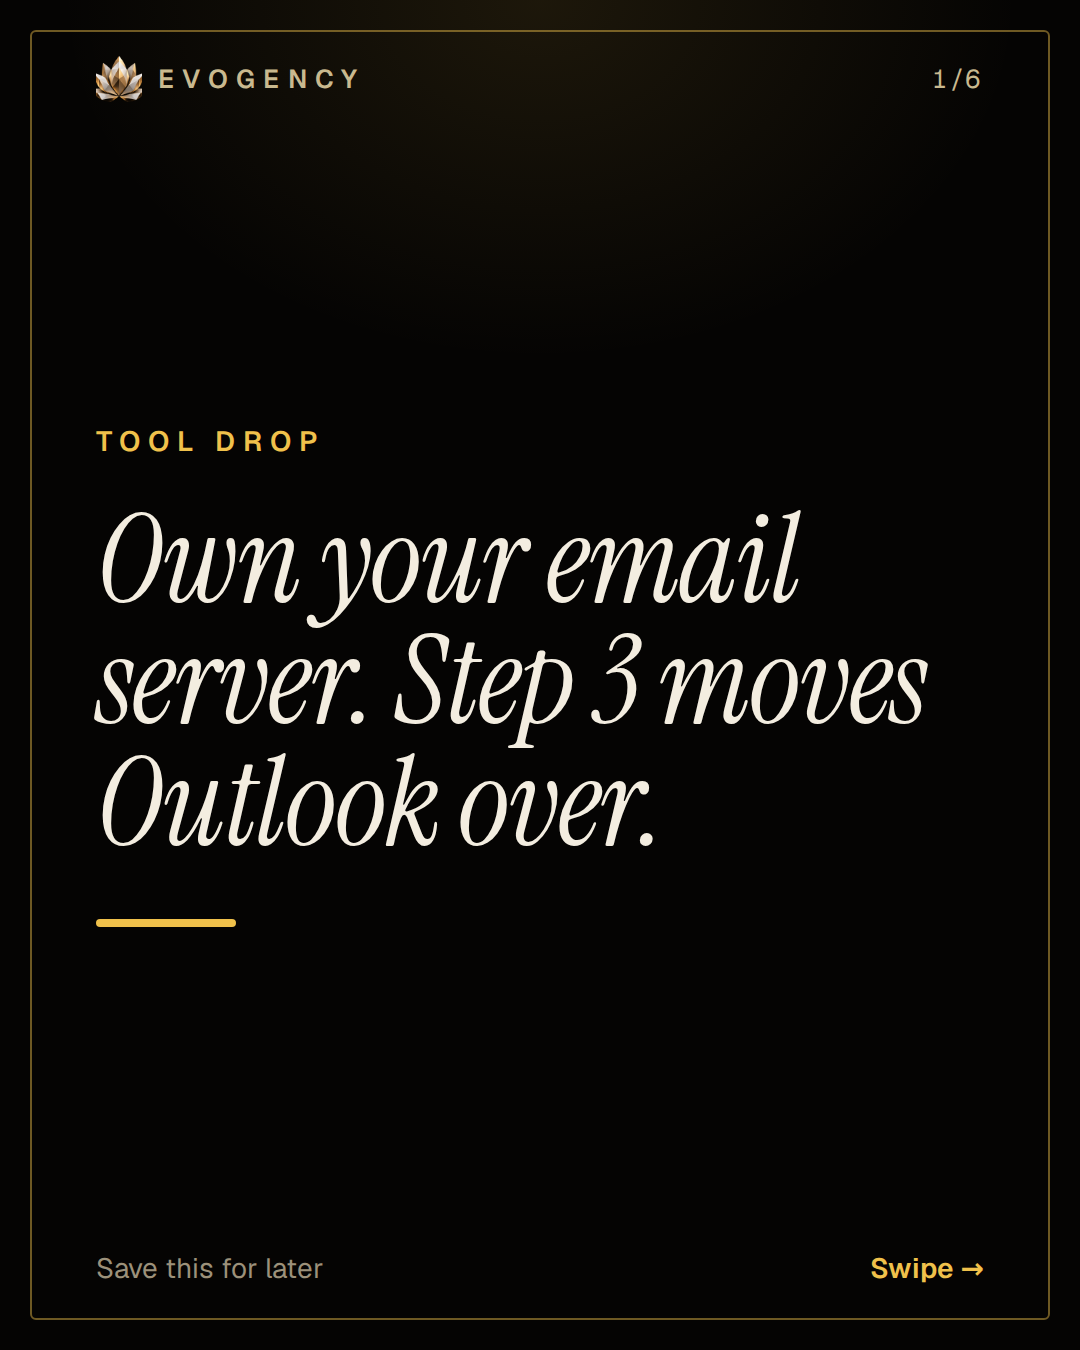 EVOGENCY
1/6
TOOL DROP
Own your email
server. Step 3 moves
Outlook over.
Save this for later
Swipe →